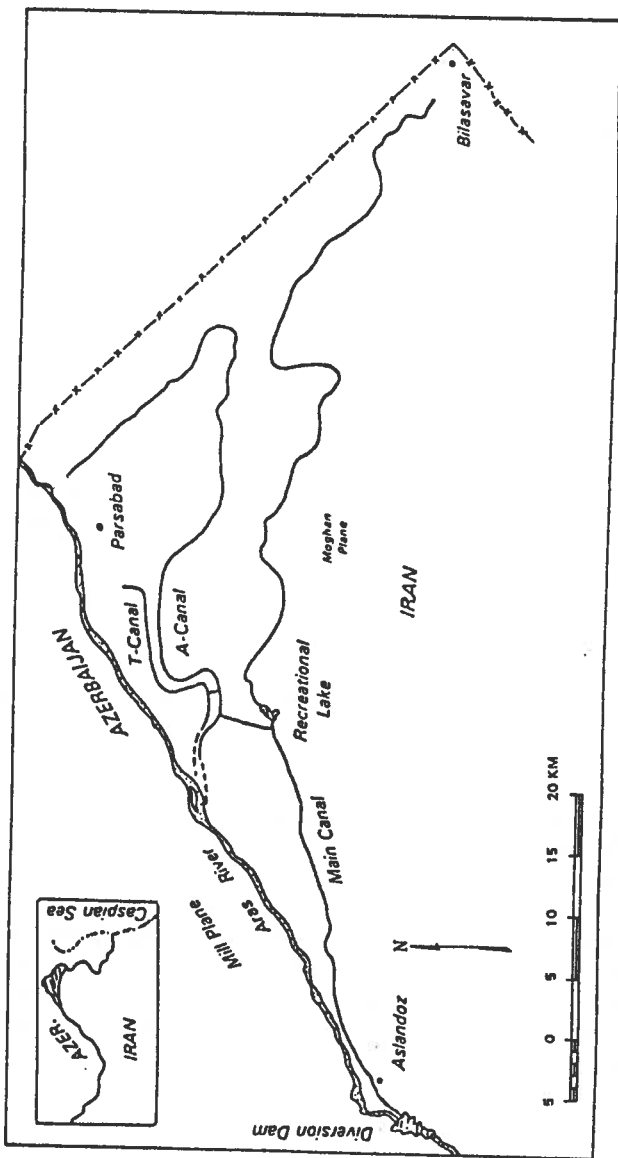 AZER.
IRAN
Caspian Sea
AZERBAIJAN
Parsabad
T-Canal
A-Canal
Mill Plane
Aras River
Moghan
Plane
Bilasavar
Recreational
Lake
Main Canal
IRAN
N
Aslandoz
Diversion Dam
5 0 5 10 15 20 KM